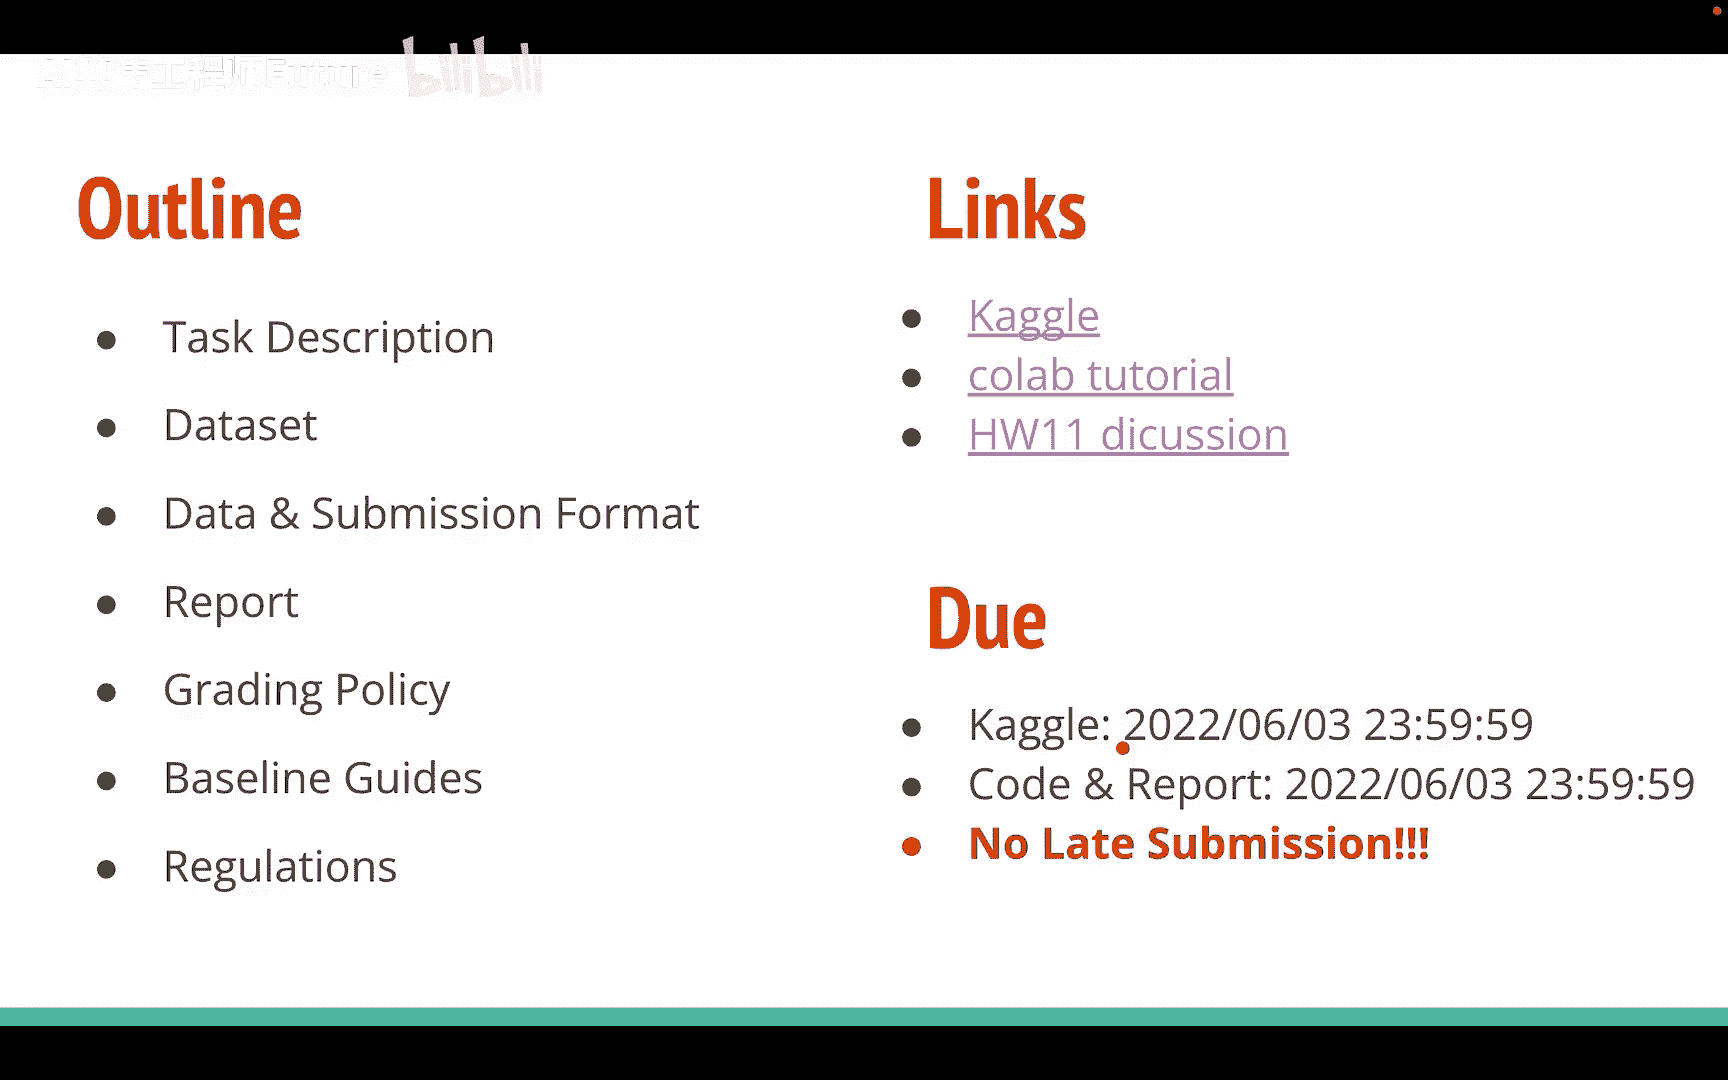 bilibili
Outline
Task Description
Dataset
Data & Submission Format
Report
Grading Policy
Baseline Guides
Regulations
Links
Kaggle
colab tutorial
HW11 dicussion
Due
Kaggle: 2022/06/03 23:59:59
Code & Report: 2022/06/03 23:59:59
No Late Submission!!!